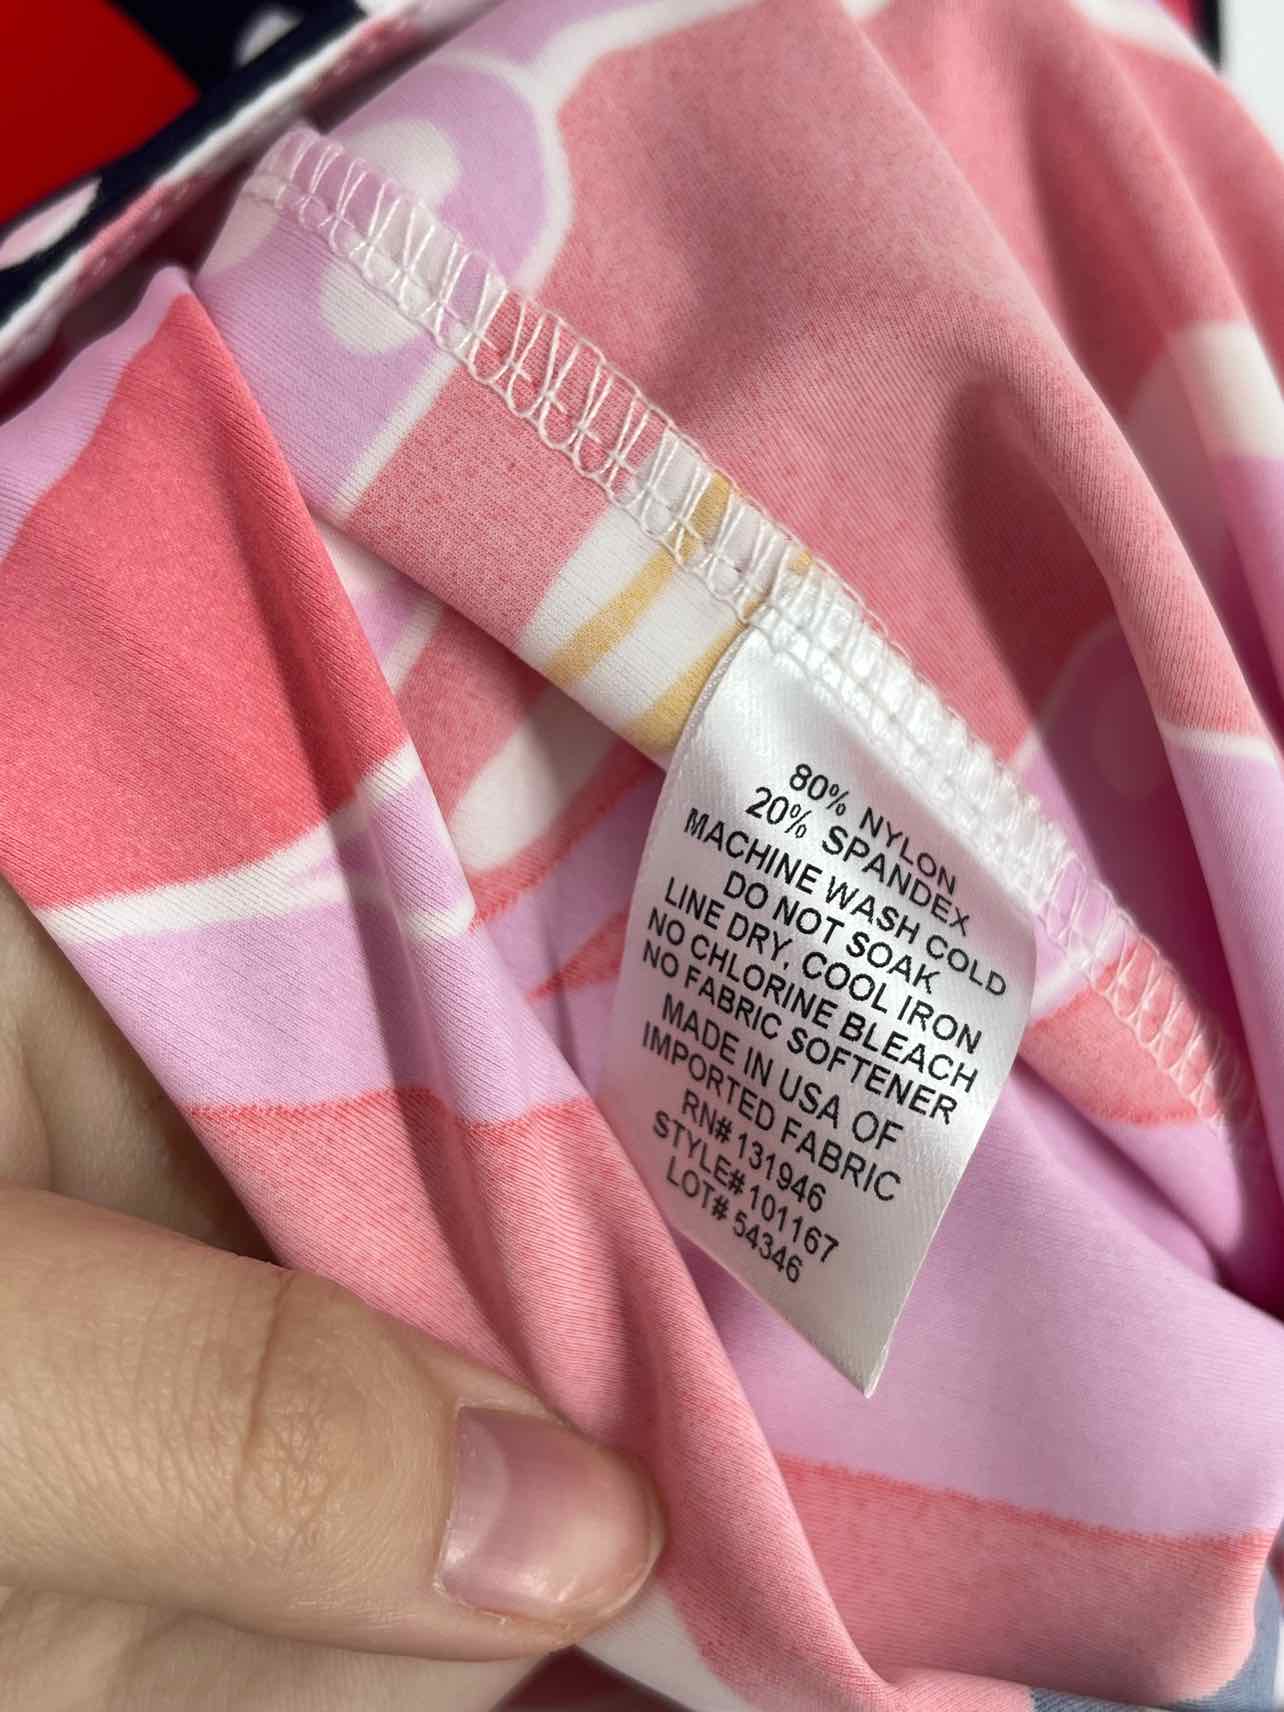 80% NYLON
20% SPANDEX
MACHINE WASH COLD
DO NOT SOAK
LINE DRY, COOL IRON
NO CHLORINE BLEACH
NO FABRIC SOFTENER
MADE IN USA OF
IMPORTED FABRIC
RN# 131946
STYLE# 101167
LOT# 54346